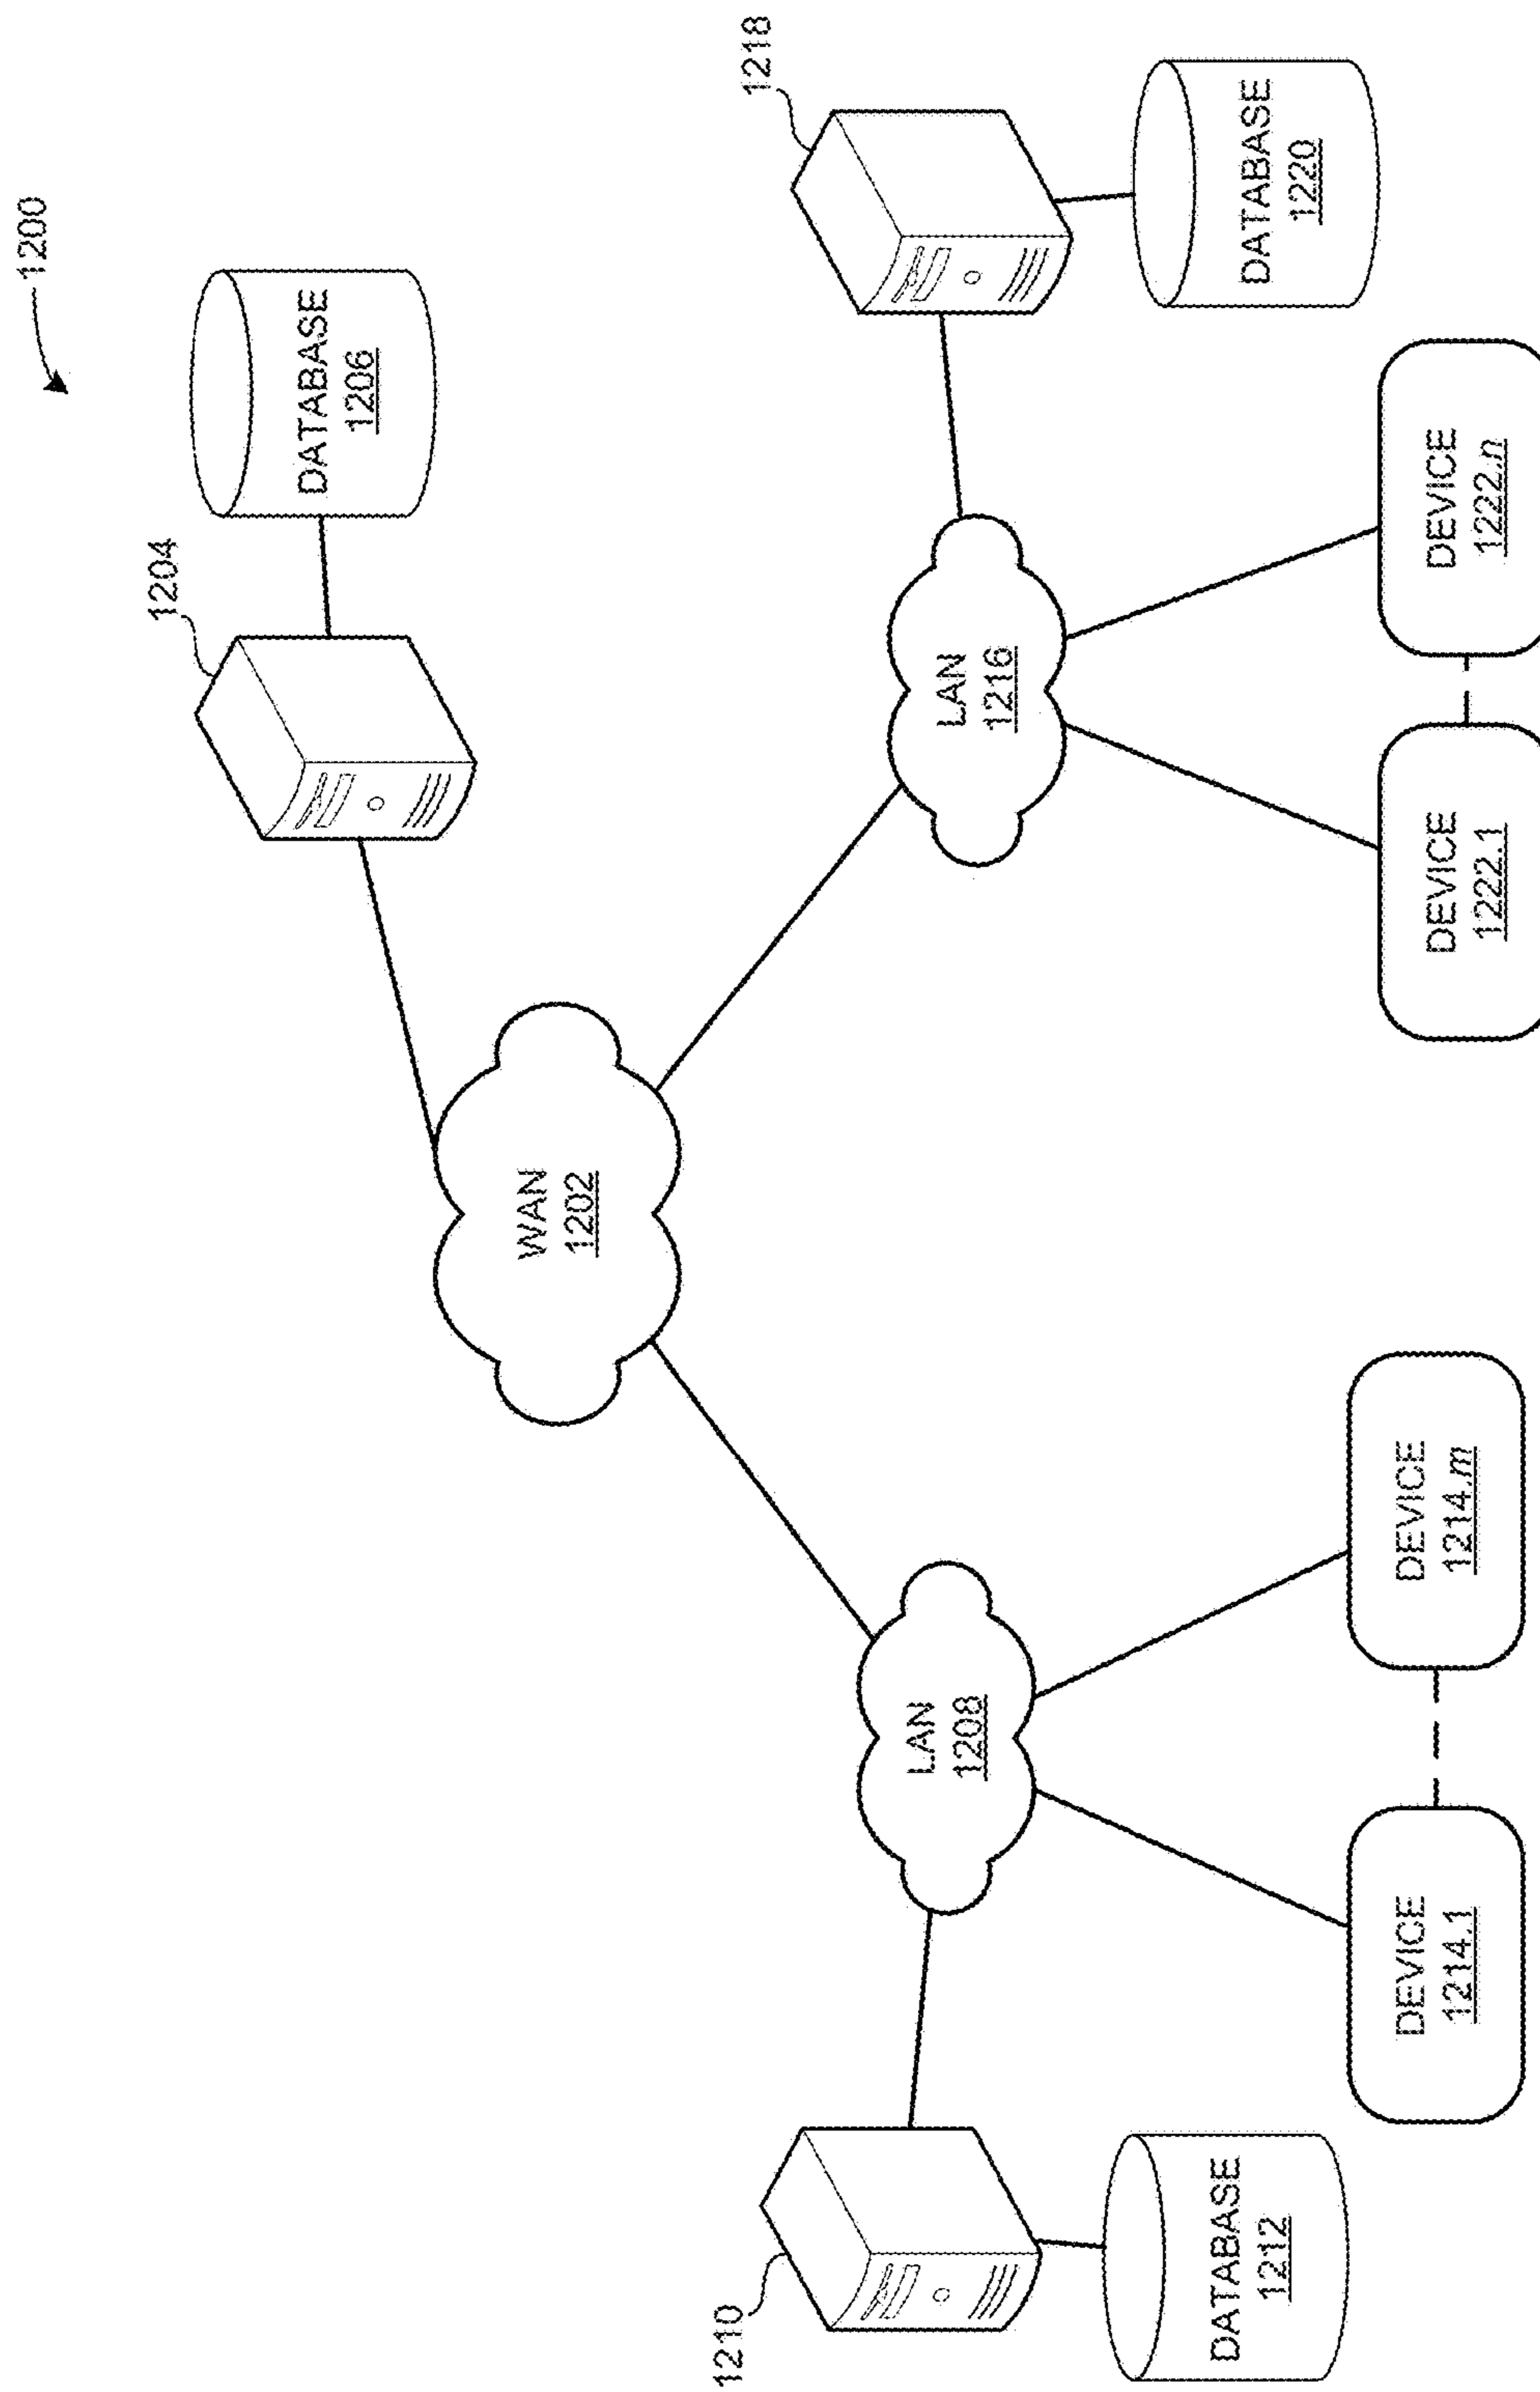 1200
1204
DATABASE
1206
WAN
1202
1218
LAN
1216
DATABASE
1220
DEVICE
1222.1
DEVICE
1222.n
LAN
1208
1210
DATABASE
1212
DEVICE
1214.1
DEVICE
1214.m